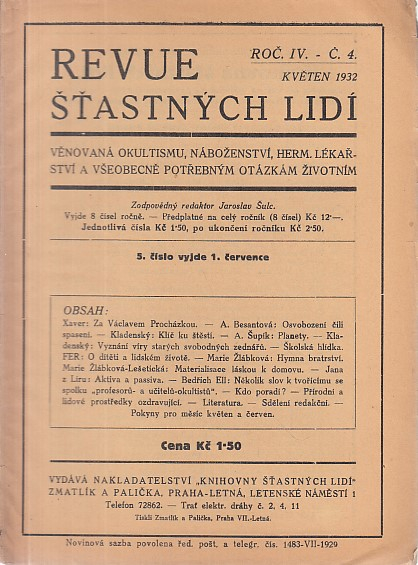 REVUE
ŠŤASTNÝCH LIDÍ
ROČ. IV. - Č. 4.
KVĚTEN 1932
VĚNOVANÁ OKULTISMU, NÁBOŽENSTVÍ, HERM. LÉKAŘ-
STVÍ A VŠEOBECNĚ POTŘEBNÝM OTÁZKÁM ŽIVOTNÍM
Zodpovědný redaktor Jaroslav Šulc.
Vyjde 8 čísel ročně. — Předplatné na celý ročník (8 čísel) Kč 12·—.
Jednotlivá čísla Kč 1·50, po ukončení ročníku Kč 2·50.
5. číslo vyjde 1. července
OBSAH:
Xaver: Za Václavem Procházkou. — A. Besantová: Osvobození čili
spasení. — Kladenský: Klíč ku štěstí. — A. Šupík: Planety. — Kla-
denský: Vyznání víry starých svobodných zednářů. — Školská hlídka.
FER: O dítěti a lidském životě. — Marie Žlábková: Hymna bratrství.
Marie Žlábková-Lešetická: Materialisace láskou k domovu. — Jana
z Liru: Aktiva a passiva. — Bedřich Ell: Několik slov k tvořícímu se
spolku „profesorů- a učitelů-okultistů“. — Kdo poradí? — Přírodní a
lidové prostředky ozdravující. — Literatura. — Sdělení redakční. —
Pokyny pro měsíc květen a červen.
Cena Kč 1·50
VYDÁVÁ NAKLADATELSTVÍ „KNIHOVNY ŠŤASTNÝCH LIDÍ“
ZMATLÍK A PALIČKA, PRAHA-LETNÁ, LETENSKÉ NÁMĚSTÍ 1
Telefon 72862. — Trať elektr. dráhy č. 2, 4, 11
Tiskli Zmatlík a Palička, Praha VII.-Letná.
Novinová sazba povolena řed. pošt. a telegr. čís. 1483-VII-1929